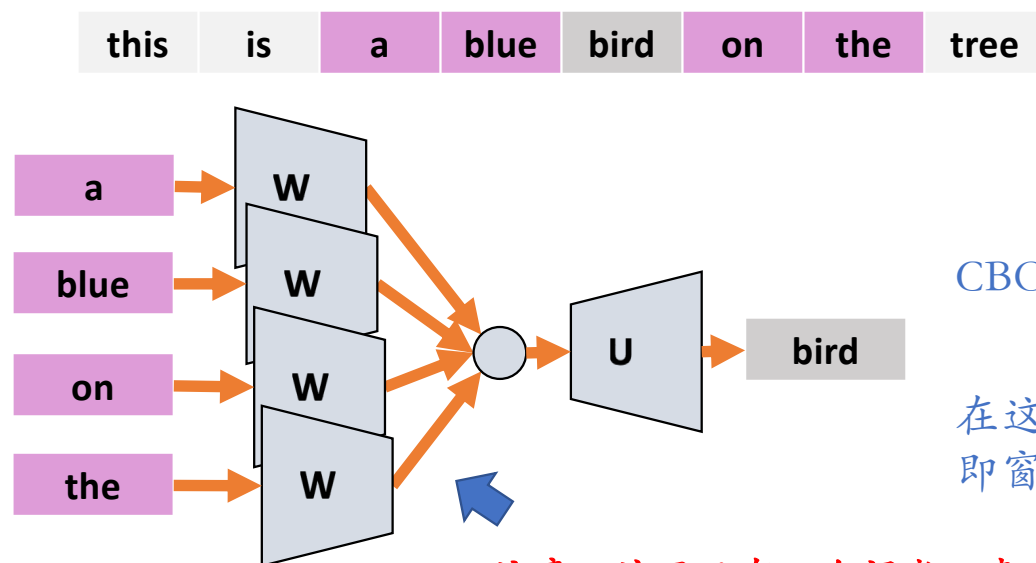 this is a blue bird on the tree
a
W
blue
W
on
W
the
W
U
bird
CBO
在这
即窗